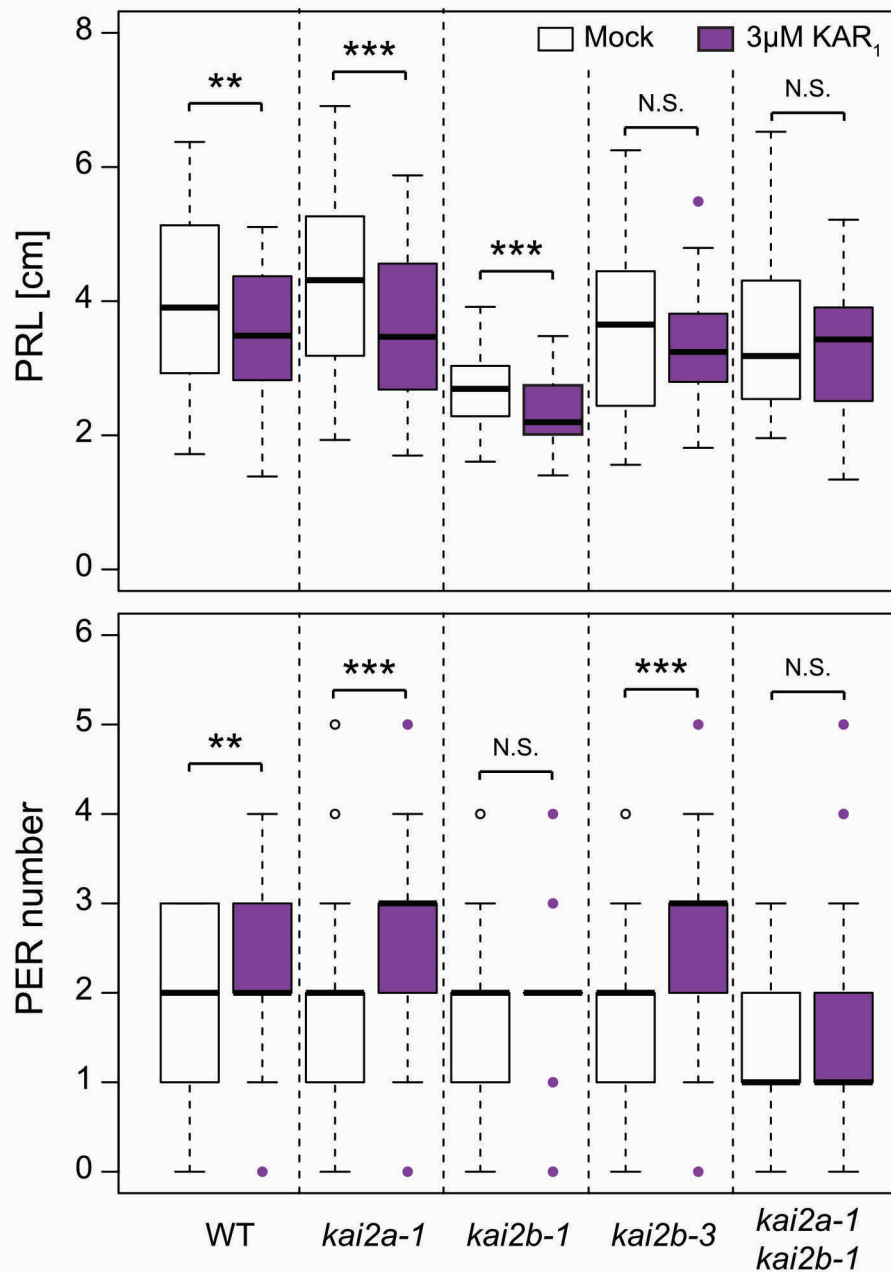 8
Mock 3µM KAR₁
***
**
N.S.
N.S.
6
PRL [cm]
***
4
2
0
6
***
***
N.S.
5
**
N.S.
4
PER number
3
2
1
0
WT kai2a-1 kai2b-1 kai2b-3 kai2a-1
kai2b-1